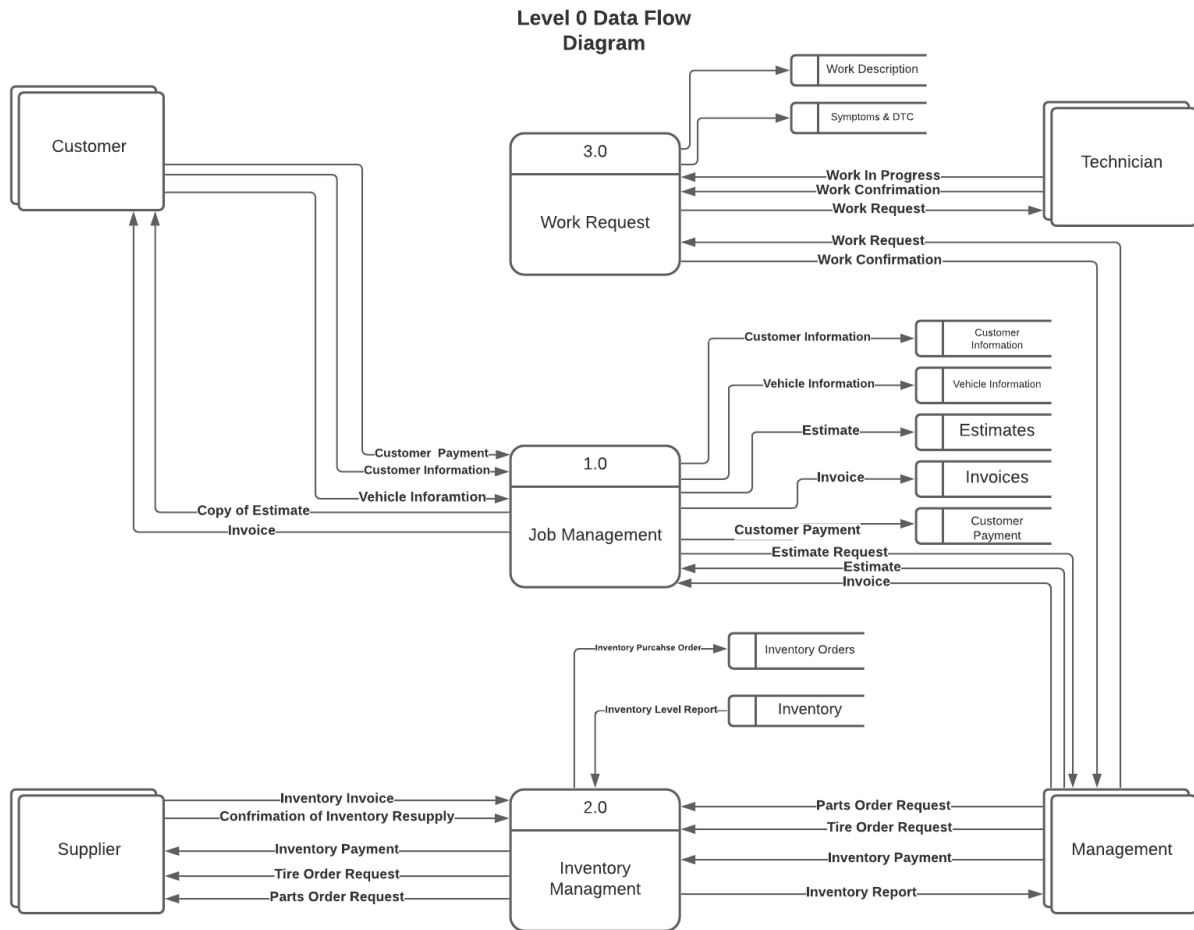 Level 0 Data Flow
Diagram
Work Description
Symptoms & DTC
Customer
3.0
Work Request
Technician
Work In Progress
Work Confrimation
Work Request
Work Request
Work Confirmation
Customer Information
Customer
Information
Vehicle Information
Vehicle Information
Estimate
Estimates
Customer Payment
Customer Information
Vehicle Inforamtion
Copy of Estimate
Invoice
1.0
Job Management
Invoice
Invoices
Customer Payment
Customer
Payment
Estimate Request
Estimate
Invoice
Inventory Purcahse Order
Inventory Orders
Inventory Level Report
Inventory
Supplier
Inventory Invoice
Confrimation of Inventory Resupply
Inventory Payment
Tire Order Request
Parts Order Request
2.0
Inventory
Managment
Parts Order Request
Tire Order Request
Inventory Payment
Inventory Report
Management